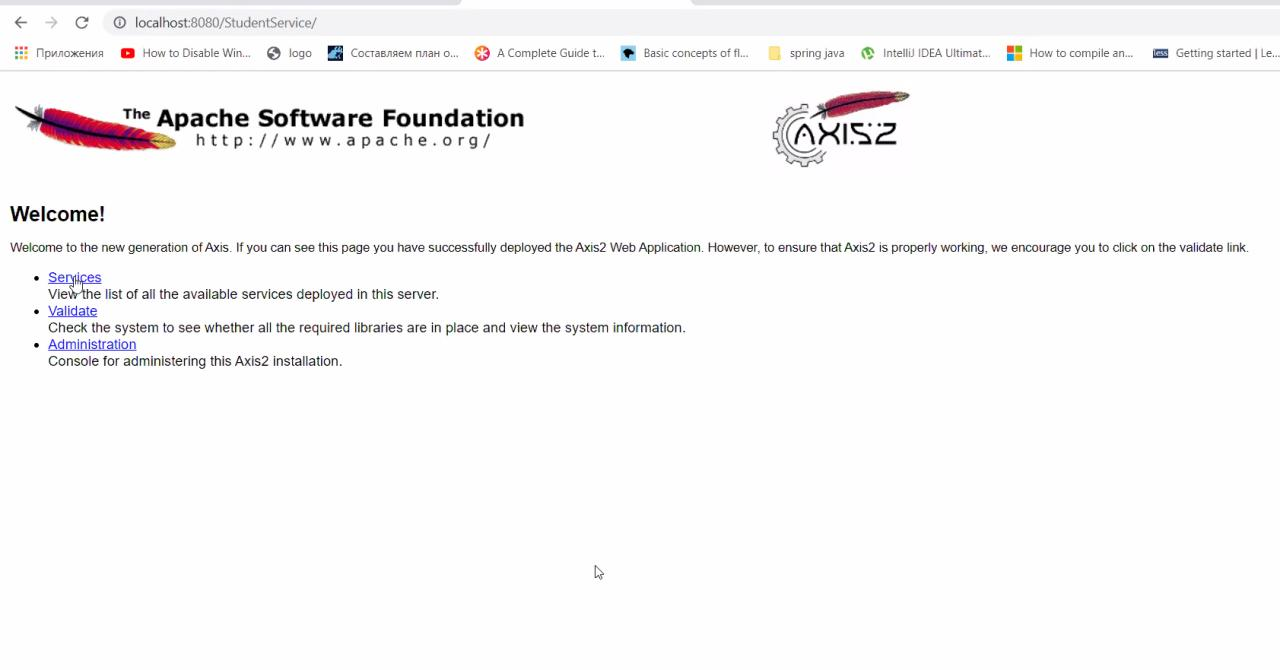 localhost:8080/StudentService/
Приложения How to Disable Win... logo Составляем план о... A Complete Guide t... Basic concepts of fl... spring java IntelliJ IDEA Ultimat... How to compile an... less Getting started | Le...
The Apache Software Foundation
http://www.apache.org/
AXIS2
Welcome!
Welcome to the new generation of Axis. If you can see this page you have successfully deployed the Axis2 Web Application. However, to ensure that Axis2 is properly working, we encourage you to click on the validate link.
Services
View the list of all the available services deployed in this server.
Validate
Check the system to see whether all the required libraries are in place and view the system information.
Administration
Console for administering this Axis2 installation.